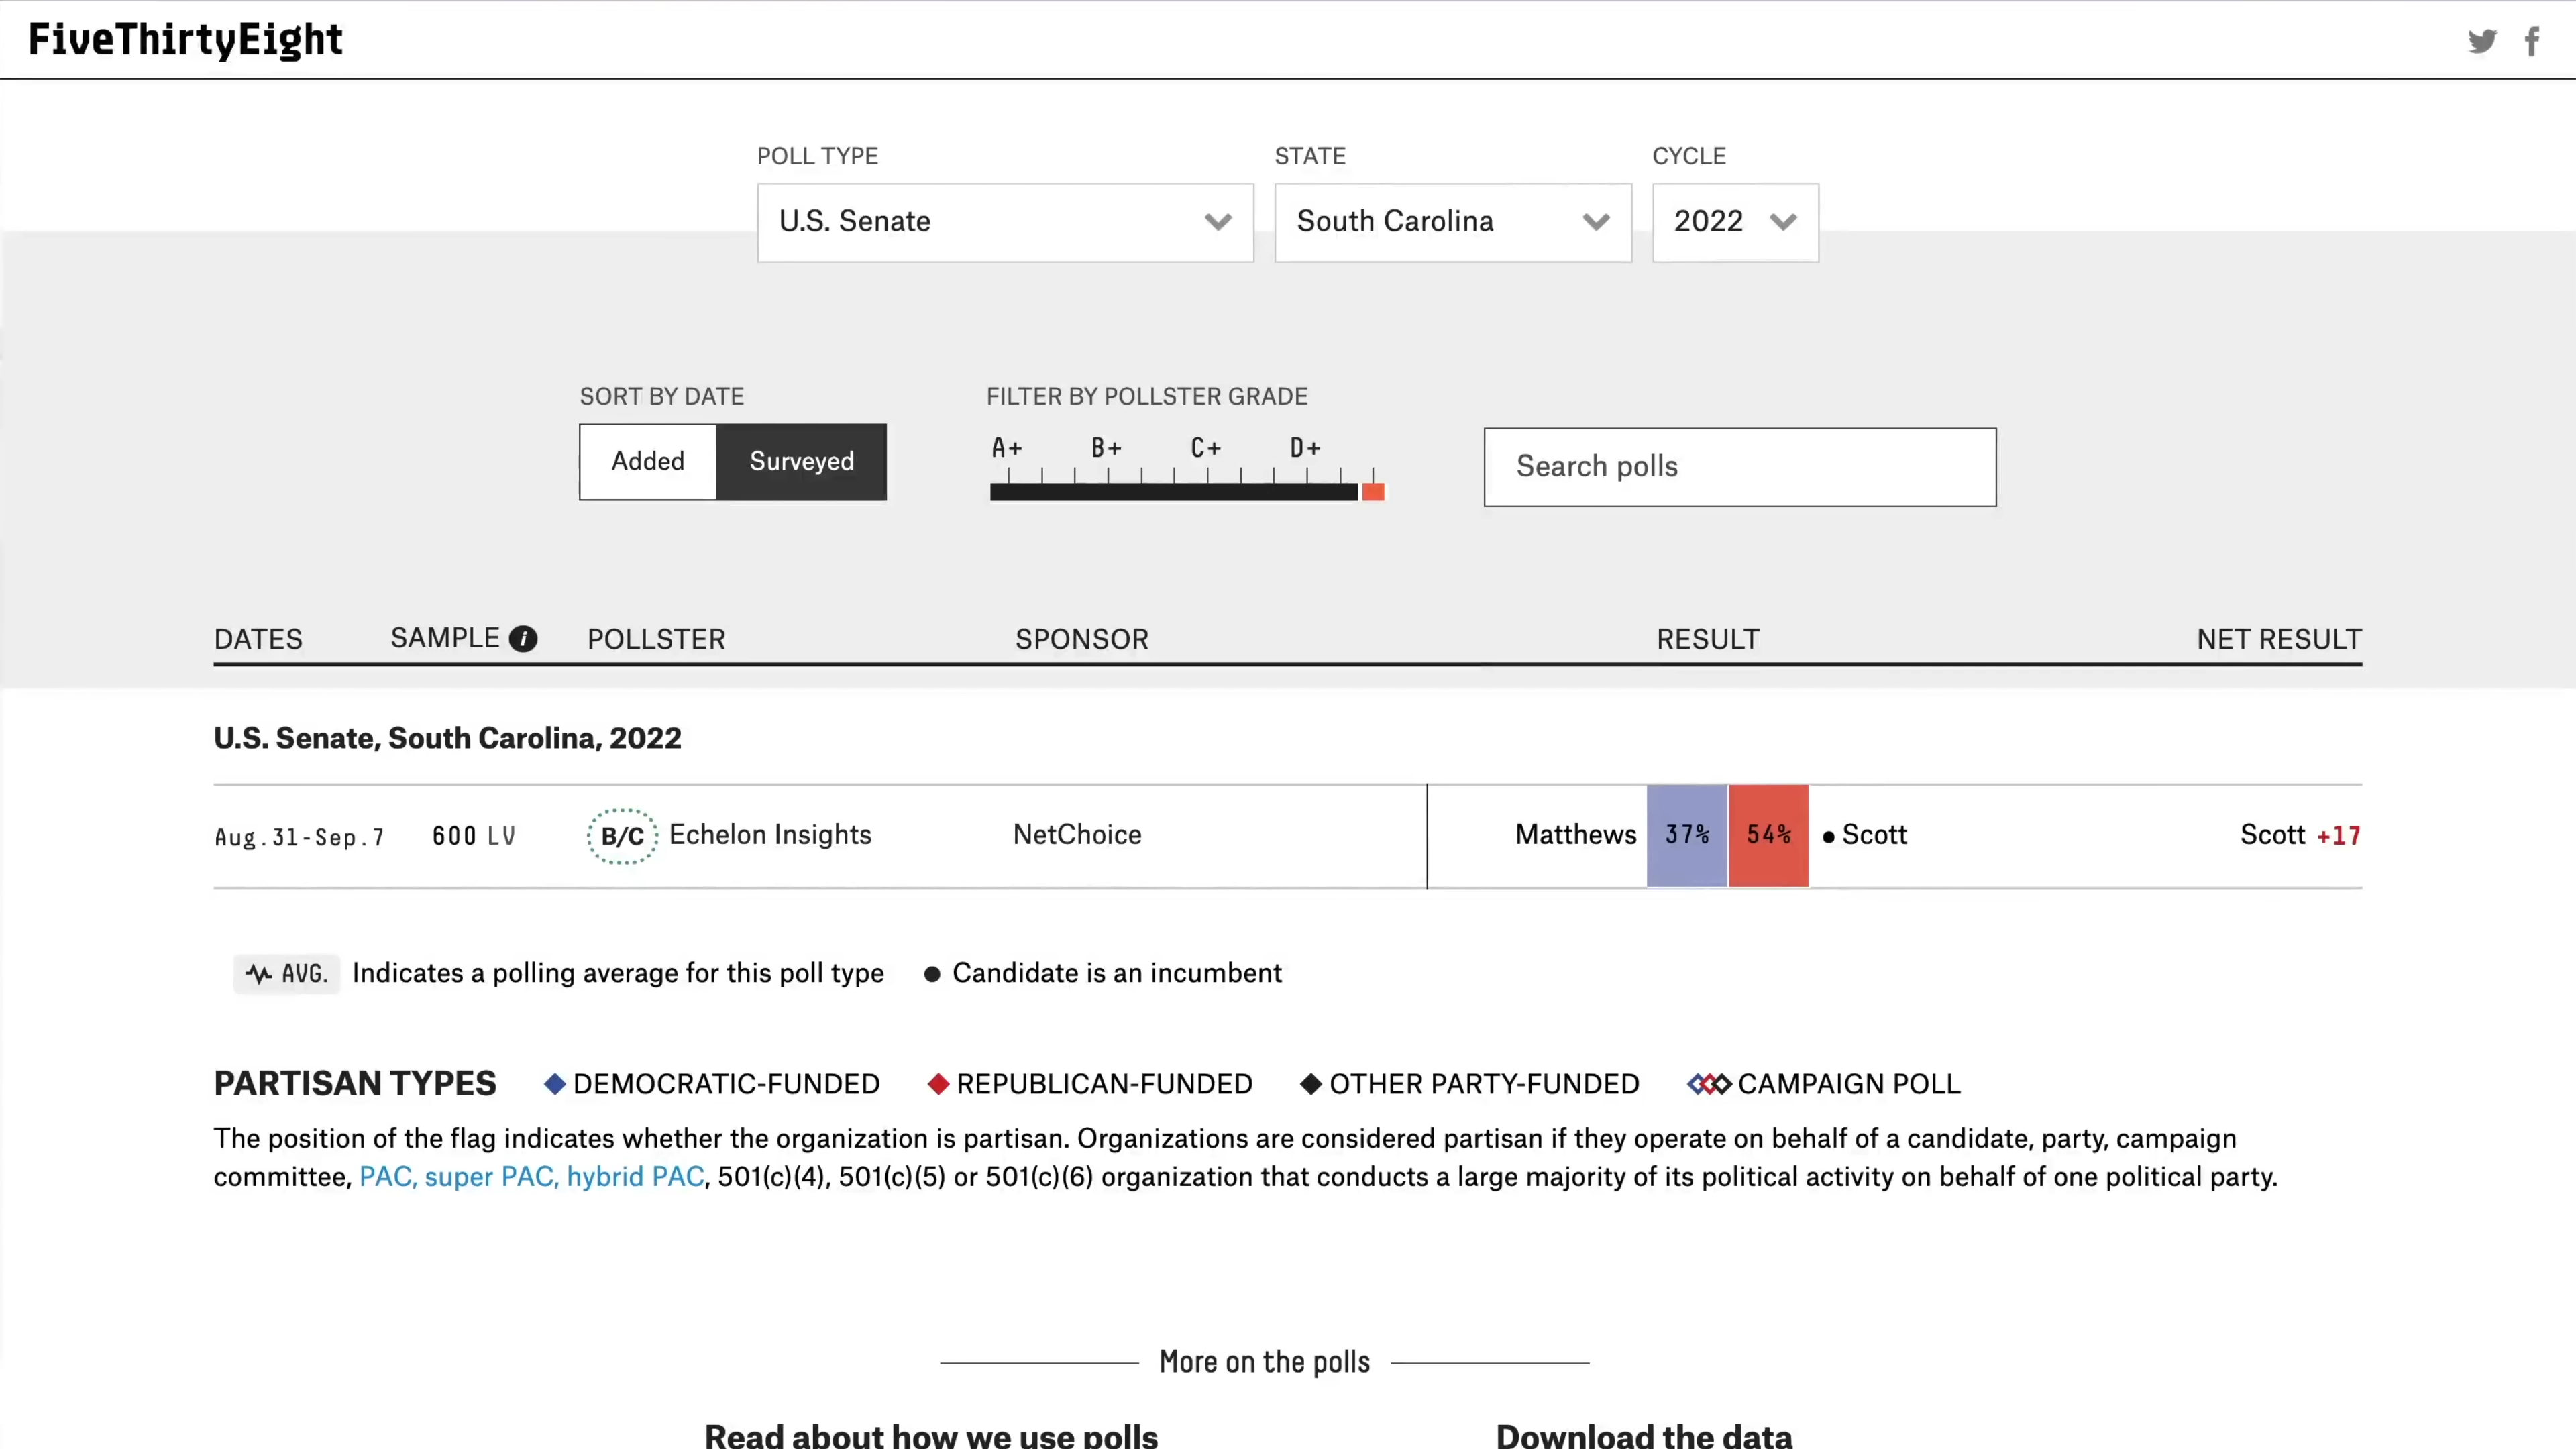 FiveThirtyEight
POLL TYPE STATE CYCLE
U.S. Senate South Carolina 2022
SORT BY DATE FILTER BY POLLSTER GRADE
A+ B+ C+ D+
Added Surveyed Search polls
DATES SAMPLE i POLLSTER SPONSOR RESULT NET RESULT
U.S. Senate, South Carolina, 2022
Aug.31-Sep.7 600 LV B/C Echelon Insights NetChoice Matthews 37% 54% Scott Scott +17
AVG. Indicates a polling average for this poll type ● Candidate is an incumbent
PARTISAN TYPES DEMOCRATIC-FUNDED REPUBLICAN-FUNDED OTHER PARTY-FUNDED CAMPAIGN POLL
The position of the flag indicates whether the organization is partisan. Organizations are considered partisan if they operate on behalf of a candidate, party, campaign
committee, PAC, super PAC, hybrid PAC, 501(c)(4), 501(c)(5) or 501(c)(6) organization that conducts a large majority of its political activity on behalf of one political party.
More on the polls
Read about how we use polls Download the data